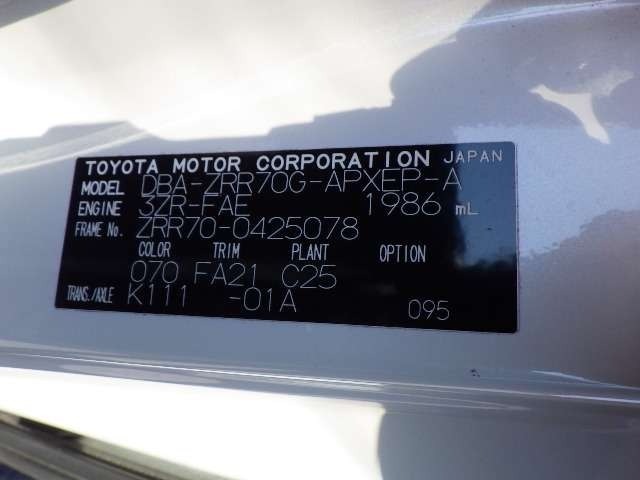 TOYOTA MOTOR CORPORATION JAPAN
MODEL DBA-ZRR70G-APXEP-A
ENGINE 3ZR-FAE 1986 mL
FRAME No. ZRR70-0425078
COLOR TRIM PLANT OPTION
070 FA21 C25
TRANS./AXLE K111 -01A 095